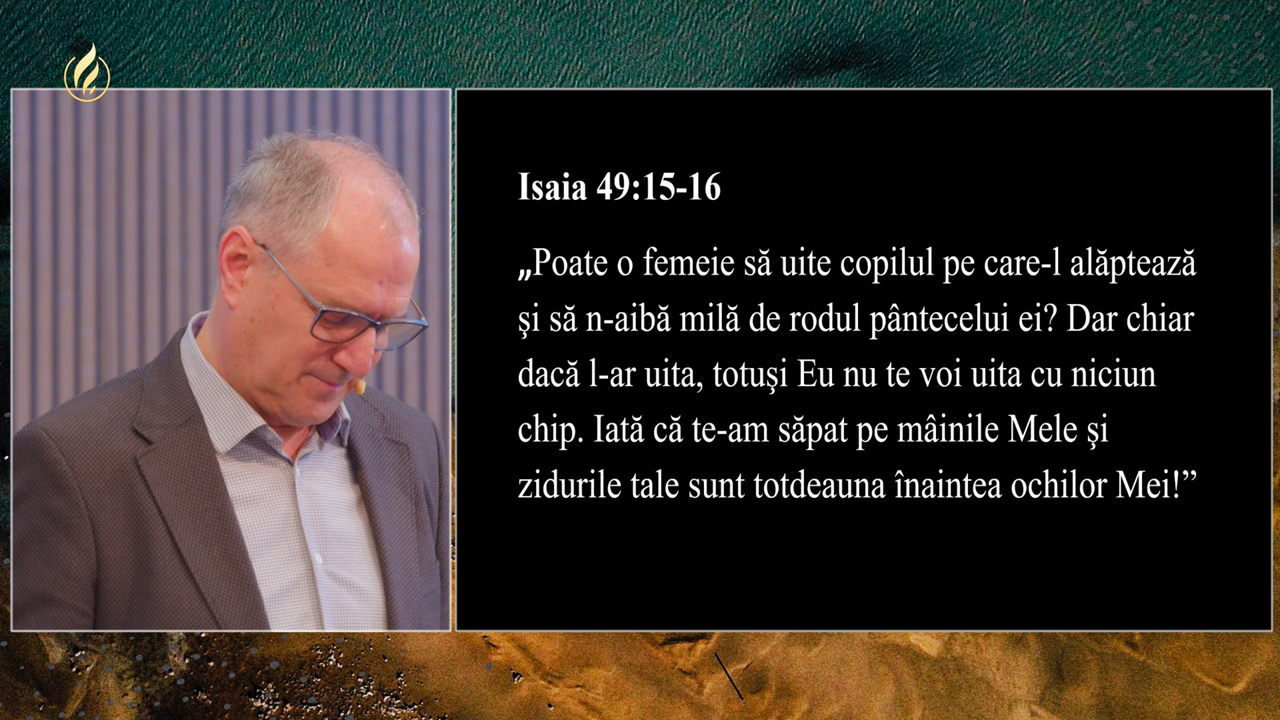 Isaia 49:15-16
„Poate o femeie să uite copilul pe care-l alăptează
şi să n-aibă milă de rodul pântecelui ei? Dar chiar
dacă l-ar uita, totuşi Eu nu te voi uita cu niciun
chip. Iată că te-am săpat pe mâinile Mele şi
zidurile tale sunt totdeauna înaintea ochilor Mei!”